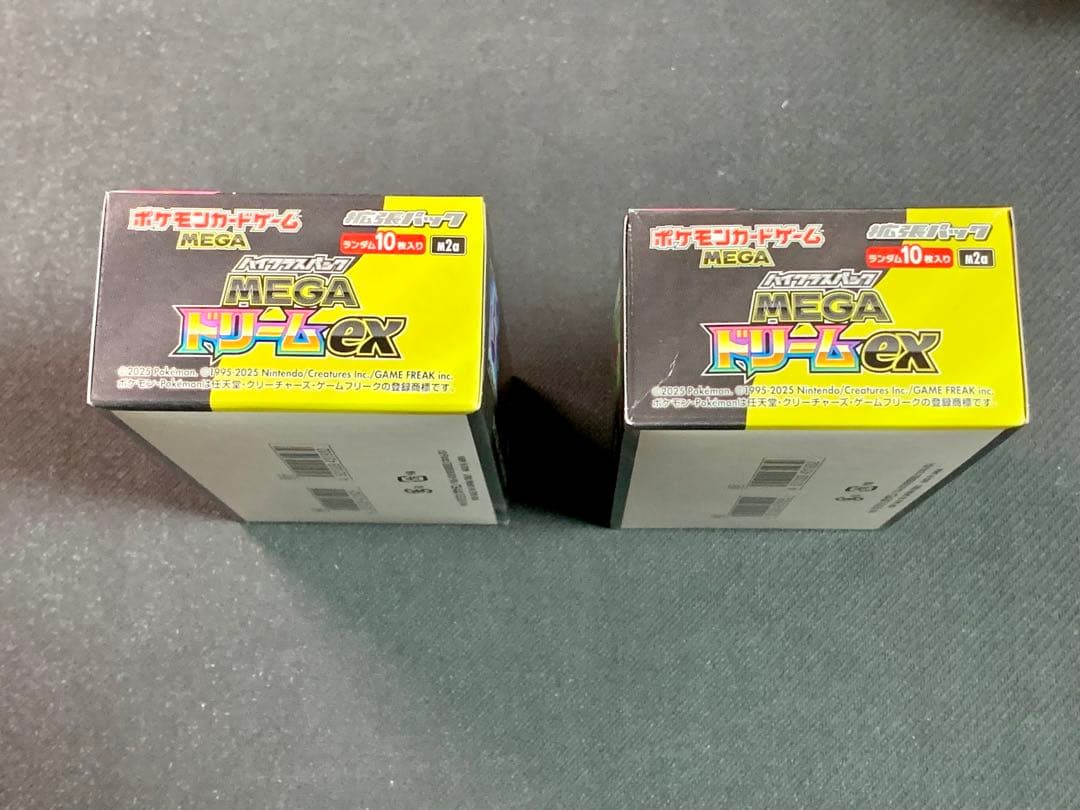 ポケモンカードゲーム
MEGA
拡張パック
ランダム10枚入り
M2a
ハイクラスパック
MEGA
ドリームex
©2025 Pokémon. ©1995-2025 Nintendo/Creatures Inc./GAME FREAK inc.
ポケモン・Pokémonは任天堂・クリーチャーズ・ゲームフリークの登録商標です。
ポケモンカードゲーム
MEGA
拡張パック
ランダム10枚入り
M2a
ハイクラスパック
MEGA
ドリームex
©2025 Pokémon. ©1995-2025 Nintendo/Creatures Inc./GAME FREAK inc.
ポケモン・Pokémonは任天堂・クリーチャーズ・ゲームフリークの登録商標です。